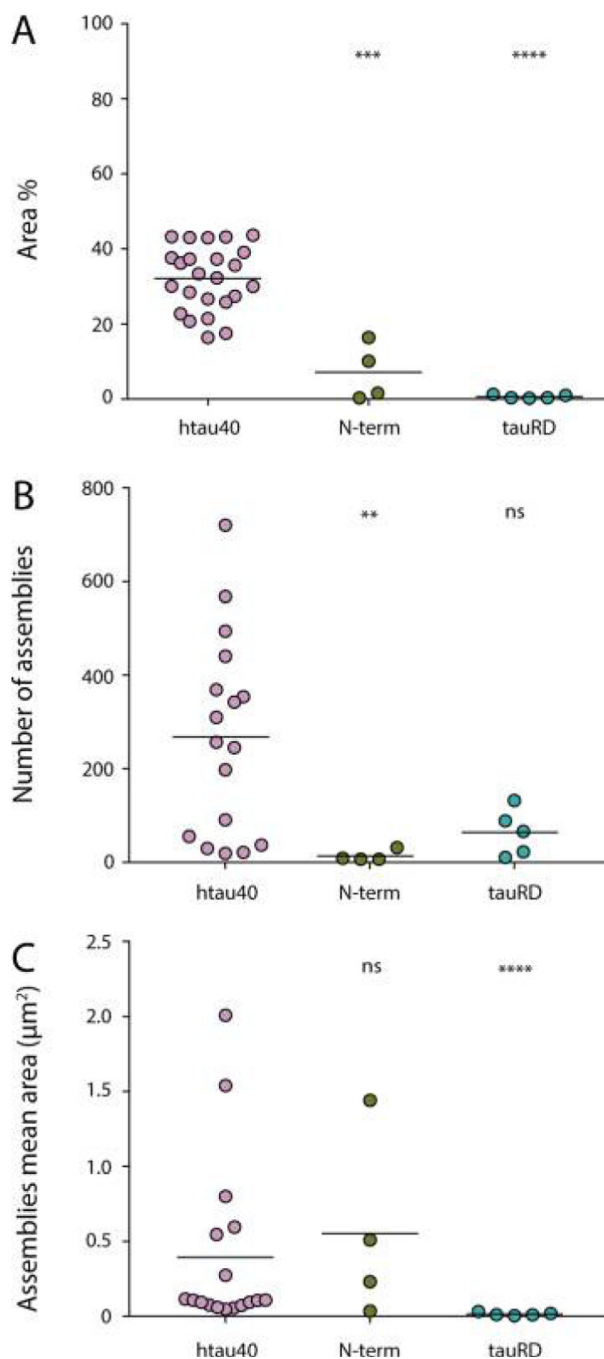 A
Area %
100
80
60
40
20
0
*** ****
htau40 N-term tauRD
B
Number of assemblies
800
600
400
200
0
** ns
htau40 N-term tauRD
C
Assemblies mean area (µm²)
2.5
2.0
1.5
1.0
0.5
0
ns ****
htau40 N-term tauRD